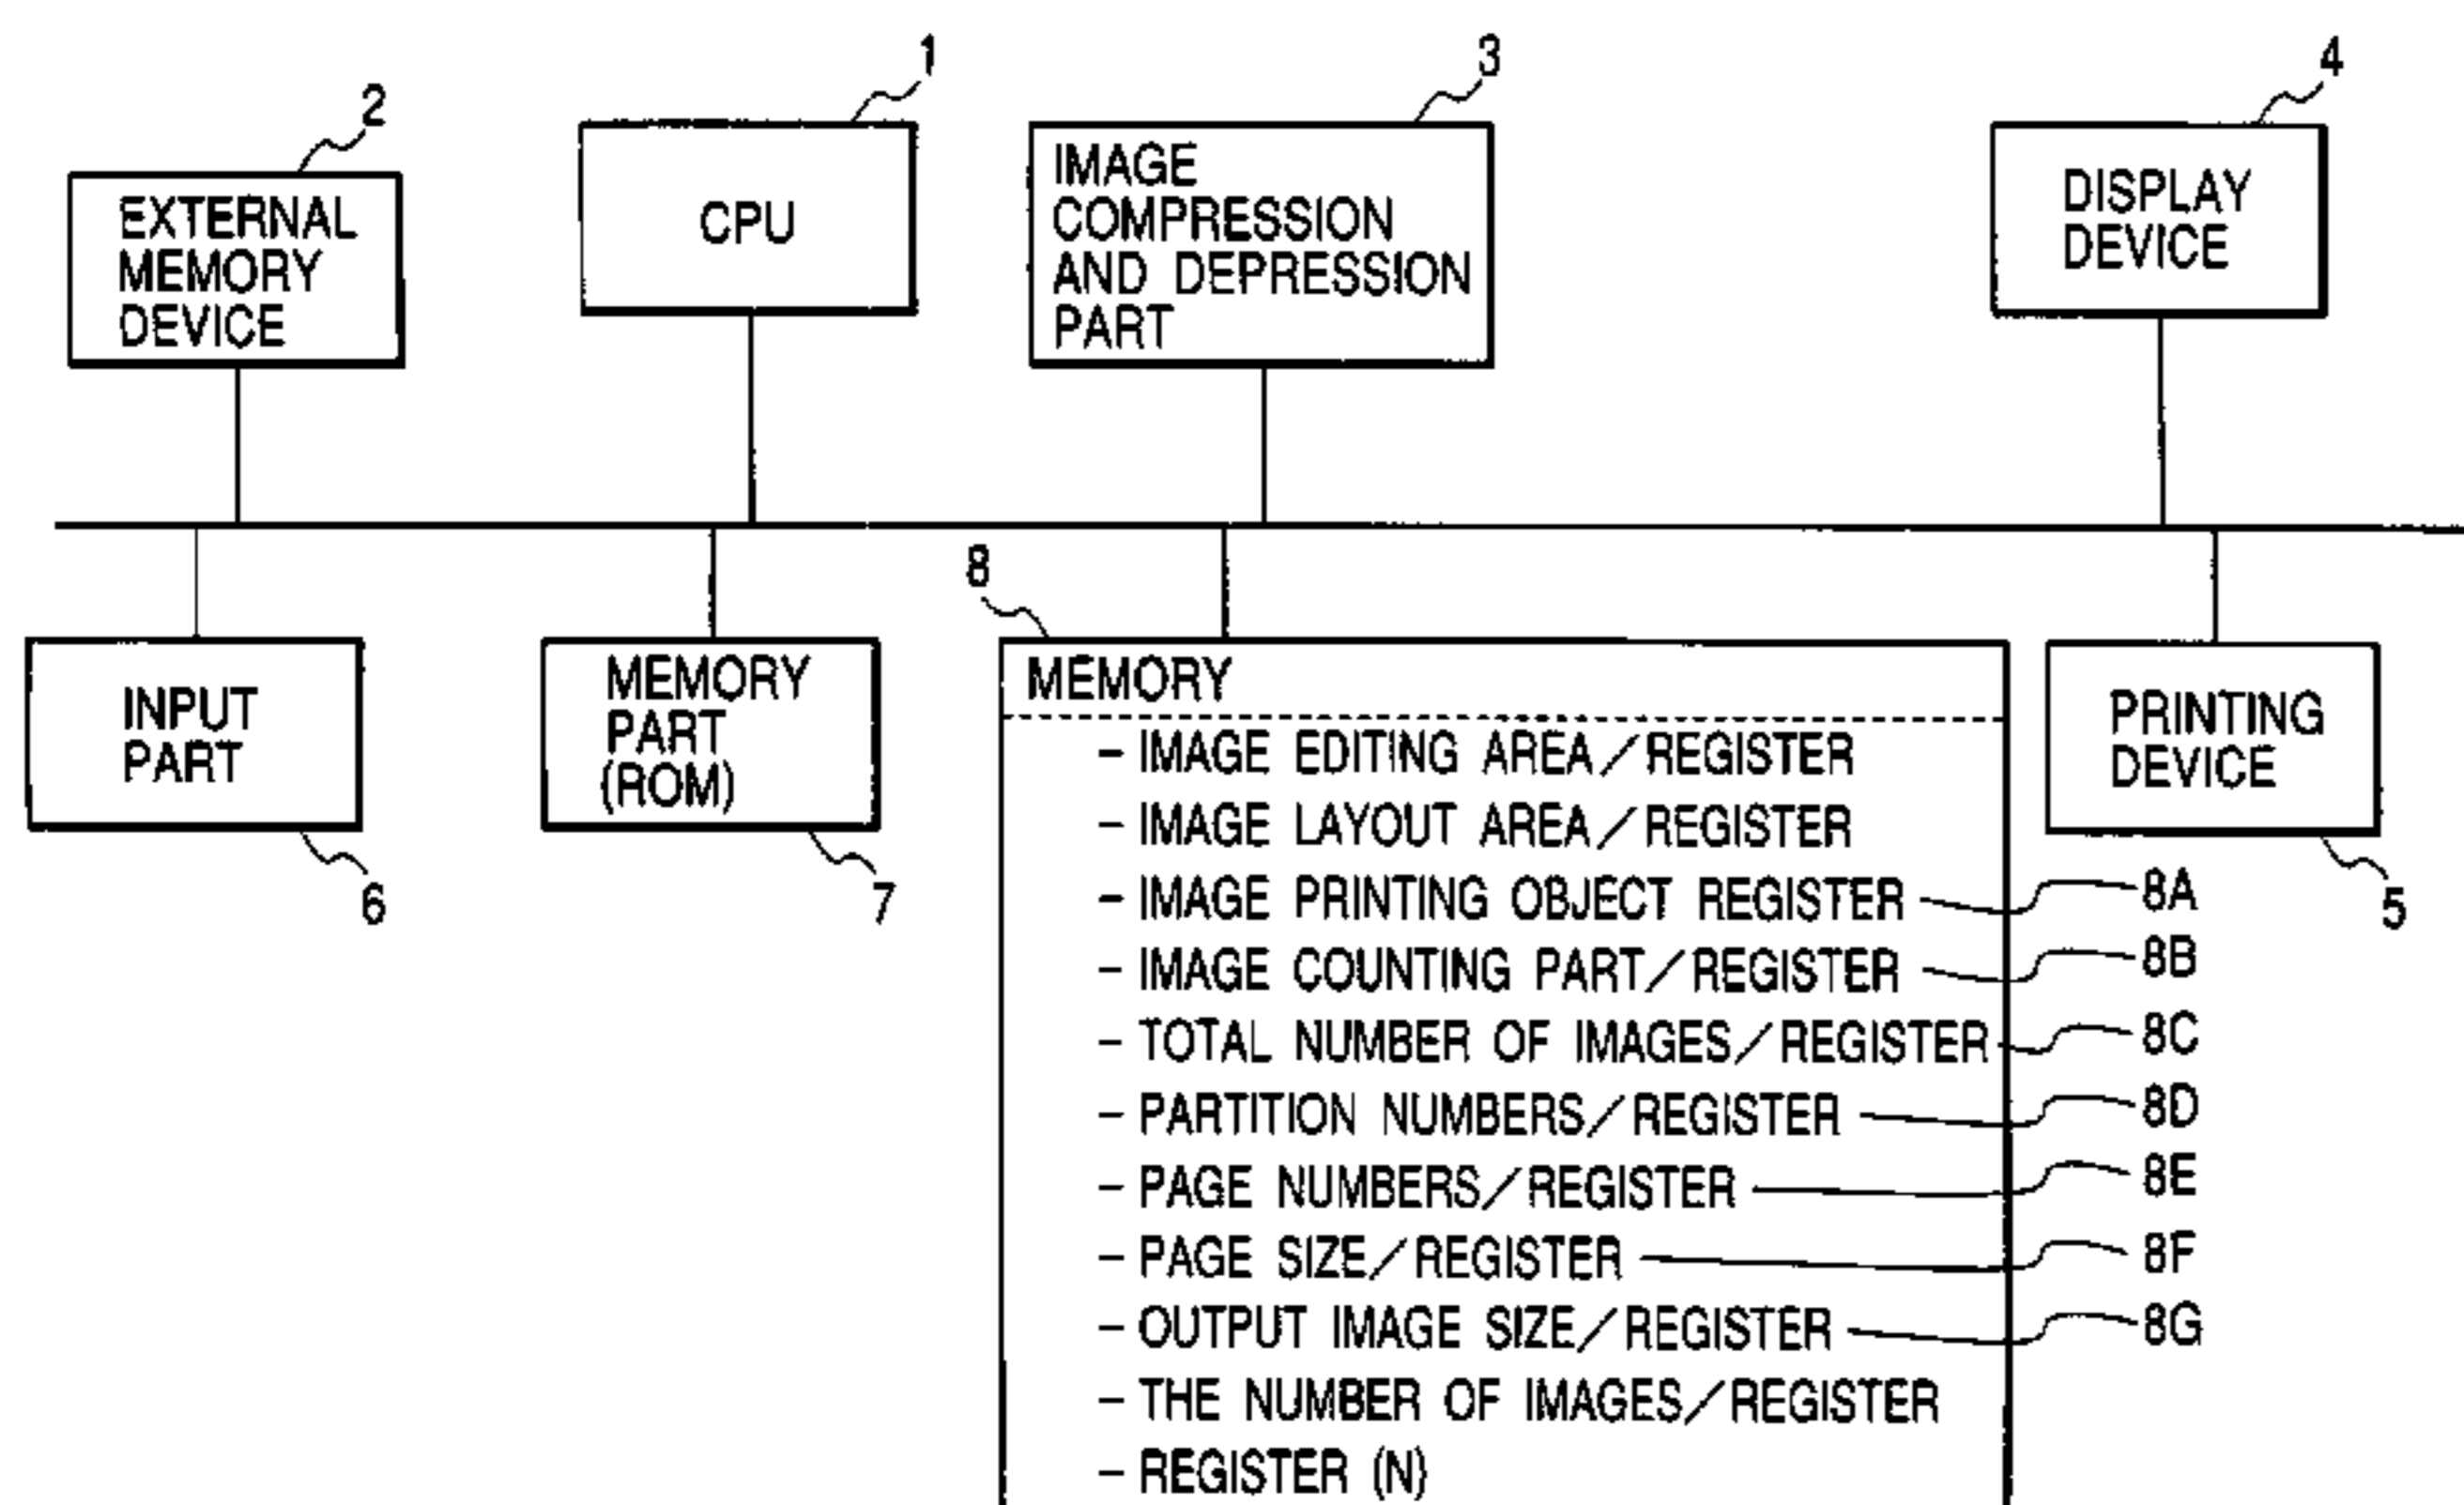 1
3
4
2
EXTERNAL
MEMORY
DEVICE
CPU
IMAGE
COMPRESSION
AND DEPRESSION
PART
DISPLAY
DEVICE
8
INPUT
PART
6
MEMORY
PART
(ROM)
7
MEMORY
- IMAGE EDITING AREA/REGISTER
- IMAGE LAYOUT AREA/REGISTER
- IMAGE PRINTING OBJECT REGISTER 8A
- IMAGE COUNTING PART/REGISTER 8B
- TOTAL NUMBER OF IMAGES/REGISTER 8C
- PARTITION NUMBERS/REGISTER 8D
- PAGE NUMBERS/REGISTER 8E
- PAGE SIZE/REGISTER 8F
- OUTPUT IMAGE SIZE/REGISTER 8G
- THE NUMBER OF IMAGES/REGISTER
- REGISTER (N)
PRINTING
DEVICE
5